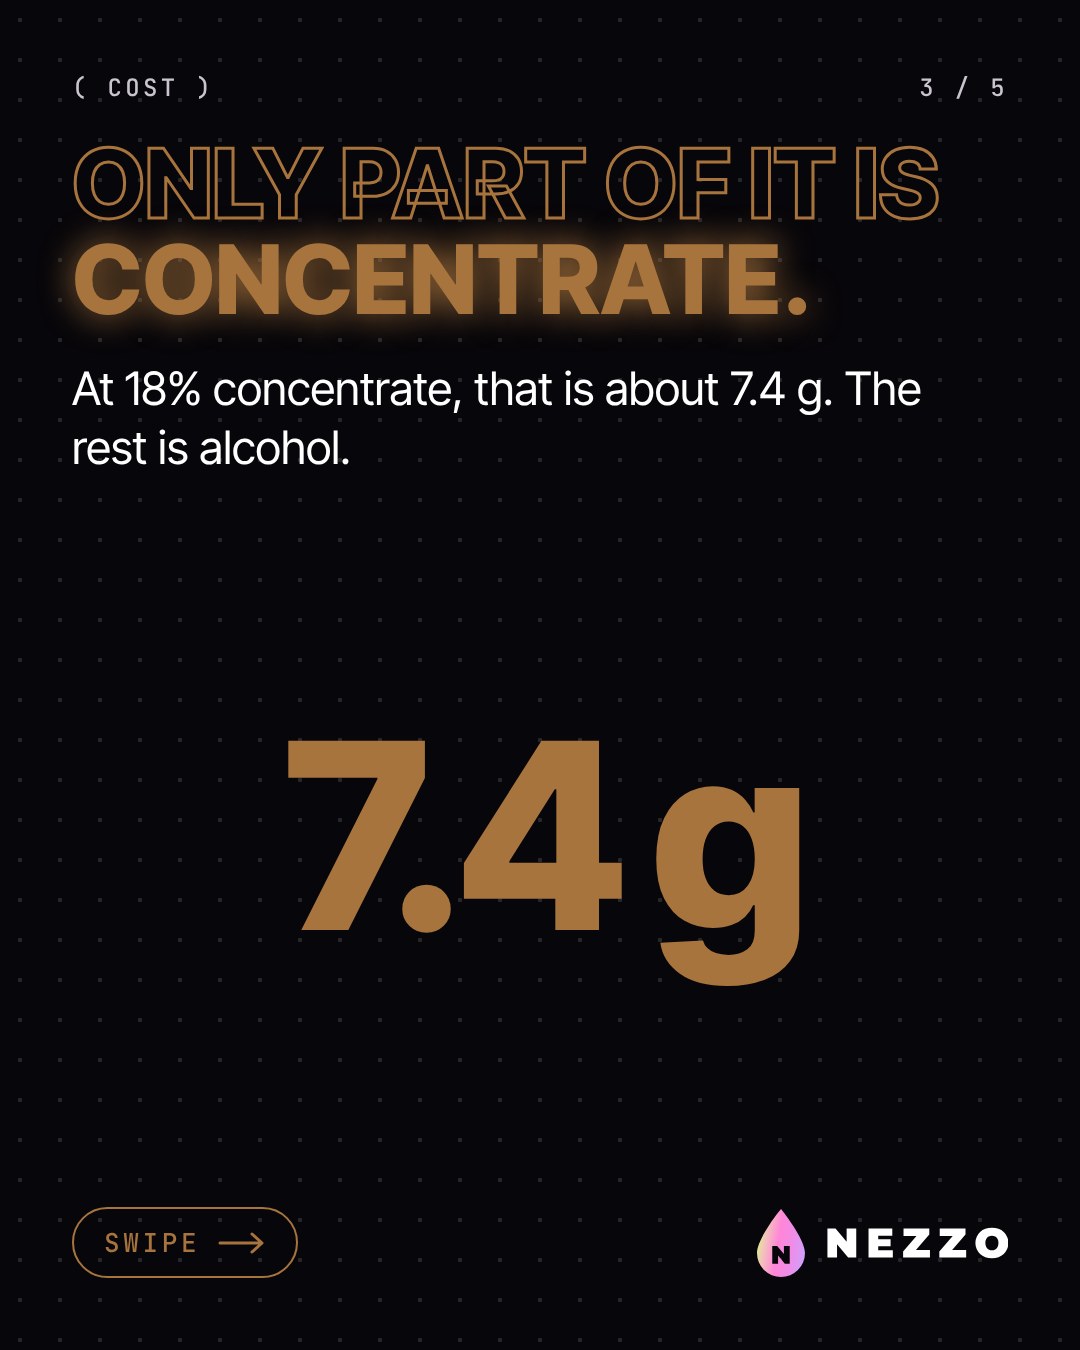 ( COST )
3 / 5
ONLY PART OF IT IS
CONCENTRATE.
At 18% concentrate, that is about 7.4 g. The
rest is alcohol.
7.4 g
SWIPE →
N NEZZO